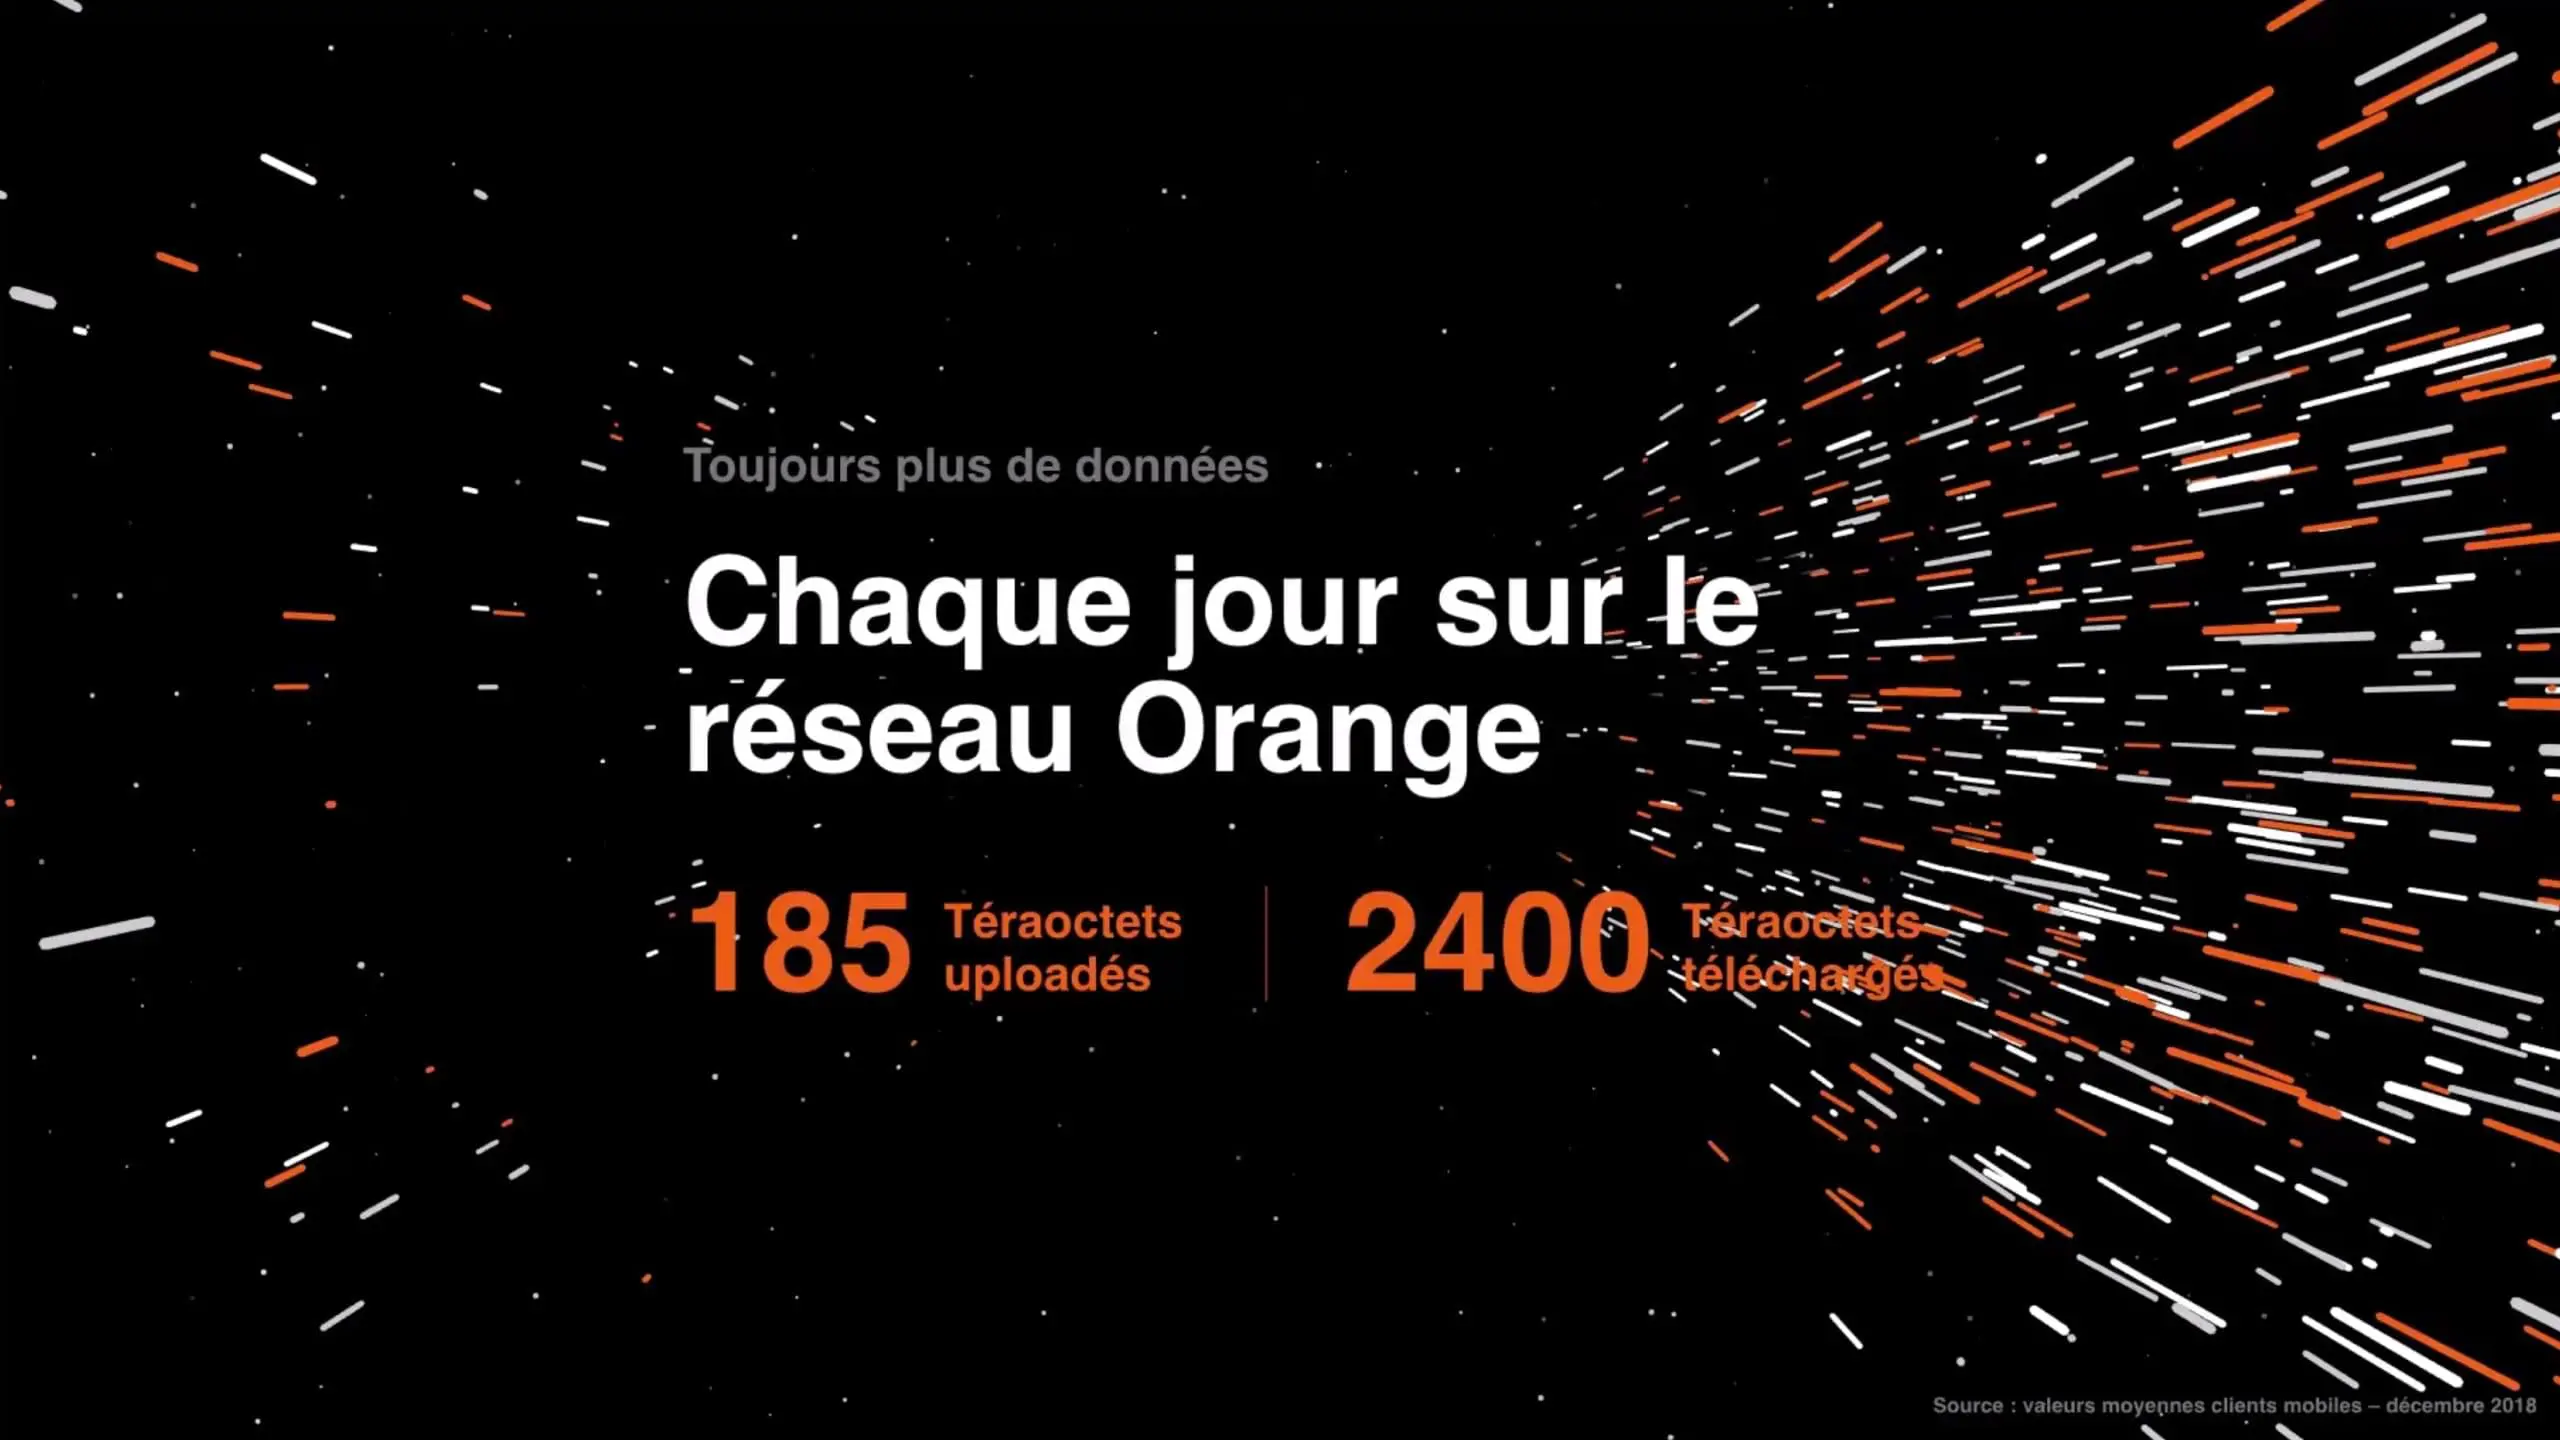 Toujours plus de données
Chaque jour sur le
réseau Orange
185 Téraoctets
uploadés
2400 Téraoctets
téléchargés
Source : valeurs moyennes clients mobiles – décembre 2018